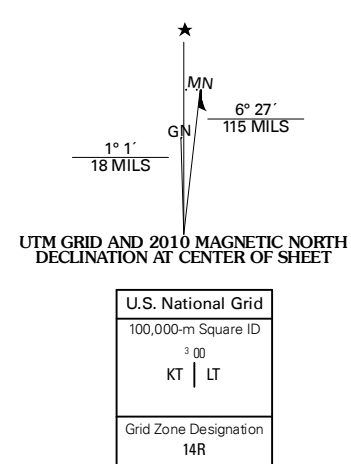 MN
GN
6° 27´
115 MILS
1° 1´
18 MILS
UTM GRID AND 2010 MAGNETIC NORTH
DECLINATION AT CENTER OF SHEET
U.S. National Grid
100,000-m Square ID
3 00
KT LT
Grid Zone Designation
14R